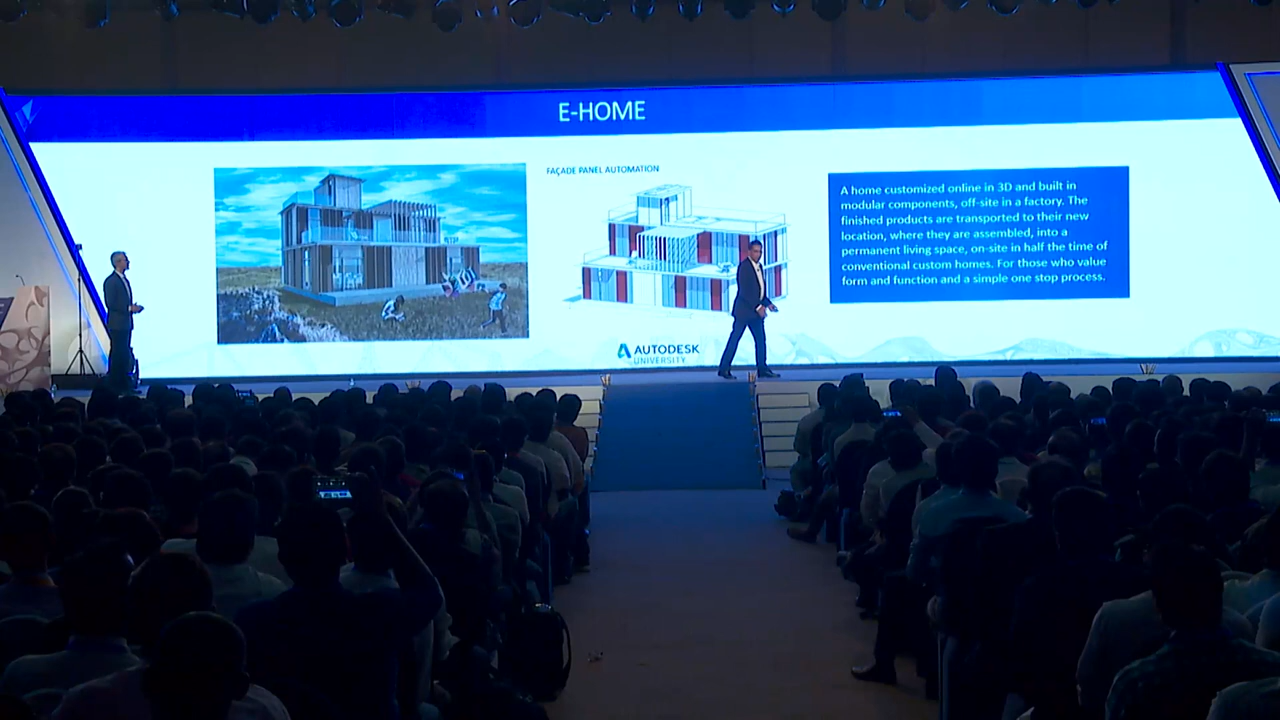 E-HOME
FAÇADE PANEL AUTOMATION
A home customized online in 3D and built in
modular components, off-site in a factory. The
finished products are transported to their new
location, where they are assembled, into a
permanent living space, on-site in half the time of
conventional custom homes. For those who value
form and function and a simple one stop process.
AUTODESK
UNIVERSITY